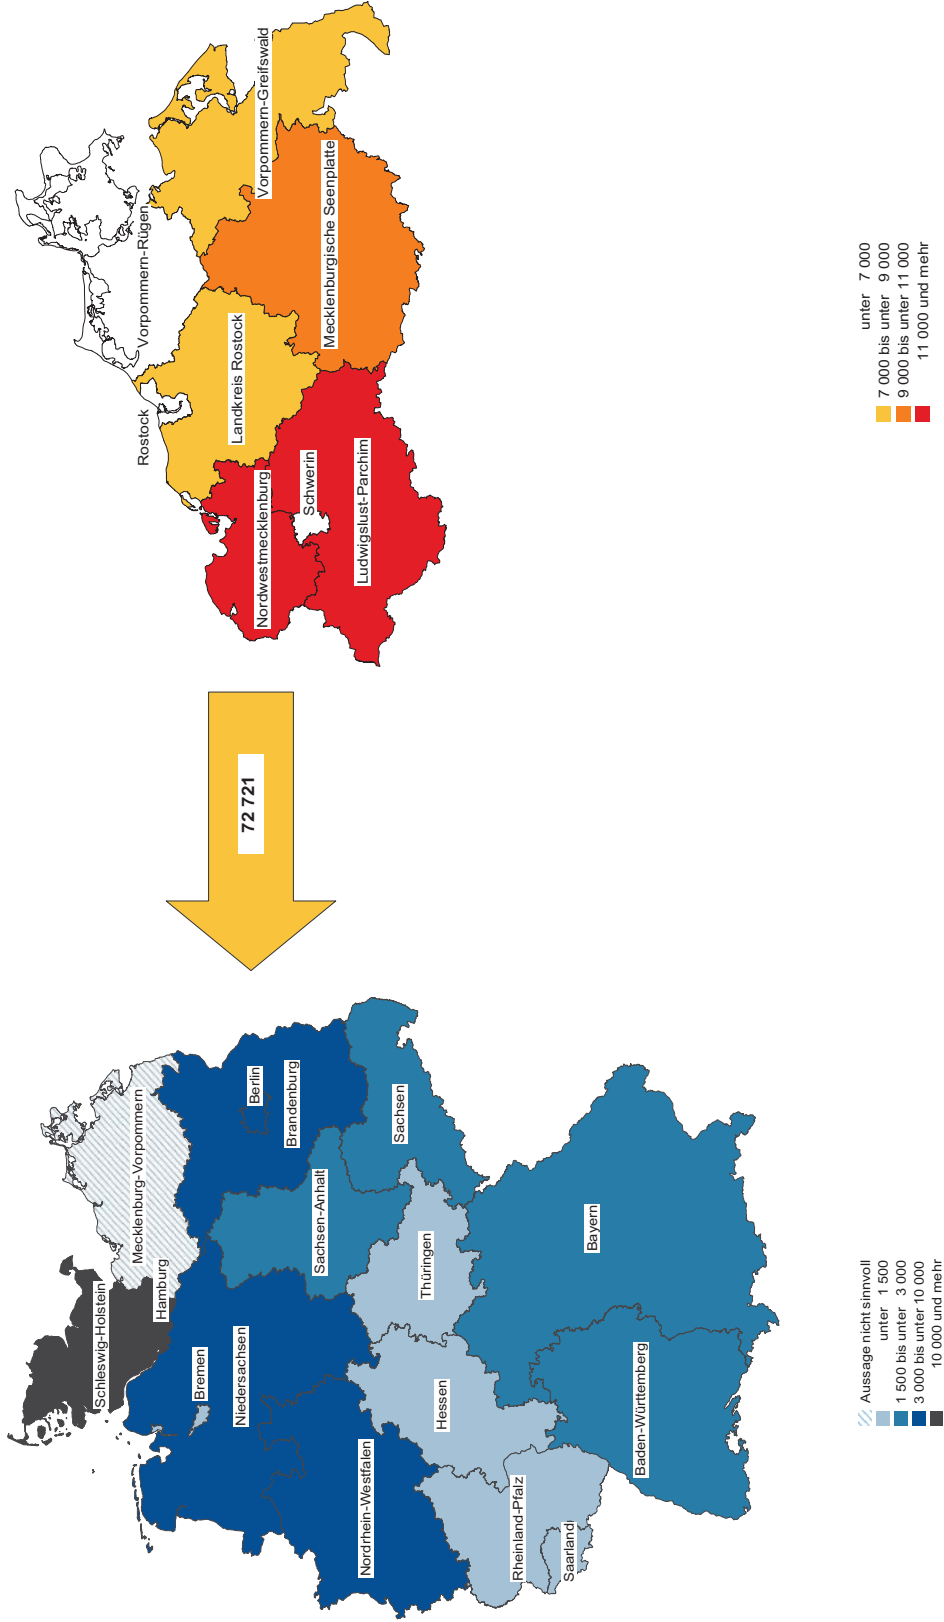 Schleswig-Holstein
Mecklenburg-Vorpommern
Hamburg
Bremen
Niedersachsen
Berlin
Brandenburg
Sachsen-Anhalt
Nordrhein-Westfalen
Sachsen
Thüringen
Hessen
Rheinland-Pfalz
Saarland
Bayern
Baden-Württemberg
Aussage nicht sinnvoll
unter 1 500
1 500 bis unter 3 000
3 000 bis unter 10 000
10 000 und mehr
72 721
Rostock
Vorpommern-Rügen
Landkreis Rostock
Vorpommern-Greifswald
Nordwestmecklenburg
Schwerin
Mecklenburgische Seenplatte
Ludwigslust-Parchim
unter 7 000
7 000 bis unter 9 000
9 000 bis unter 11 000
11 000 und mehr